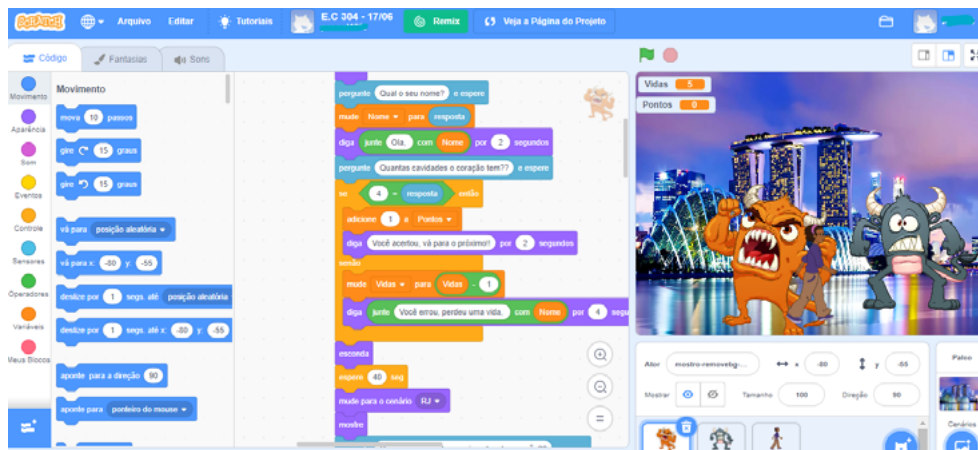 SCRATCH
Arquivo
Editar
Tutoriais
E.C 304 - 17/06
Remix
Veja a Página do Projeto
Código
Fantasias
Sons
Movimento
Aparência
Som
Eventos
Controle
Sensores
Operadores
Variáveis
Meus Blocos
Movimento
mova 10 passos
gire 15 graus
gire 15 graus
vá para posição aleatória
vá para x: -80 y: -55
deslize por 1 segs. até posição aleatória
deslize por 1 segs. até x: -80 y: -55
aponte para a direção 90
aponte para ponteiro do mouse
pergunte Qual o seu nome? e espere
mude Nome para resposta
diga junte Ola, com Nome por 2 segundos
pergunte Quantas cavidades o coração tem?? e espere
se 4 = resposta então
adicione 1 a Pontos
diga Você acertou, vá para o próximo!! por 2 segundos
senão
mude Vidas para Vidas - 1
diga junte Você errou, perdeu uma vida, com Nome por 4 segu
esconda
espere 40 seg
mude para o cenário RJ
mostre
Vidas 5
Pontos 0
Ator mostro-removebg-... x -80 y -55
Mostrar Tamanho 100 Direção 90
Palco
Cenários